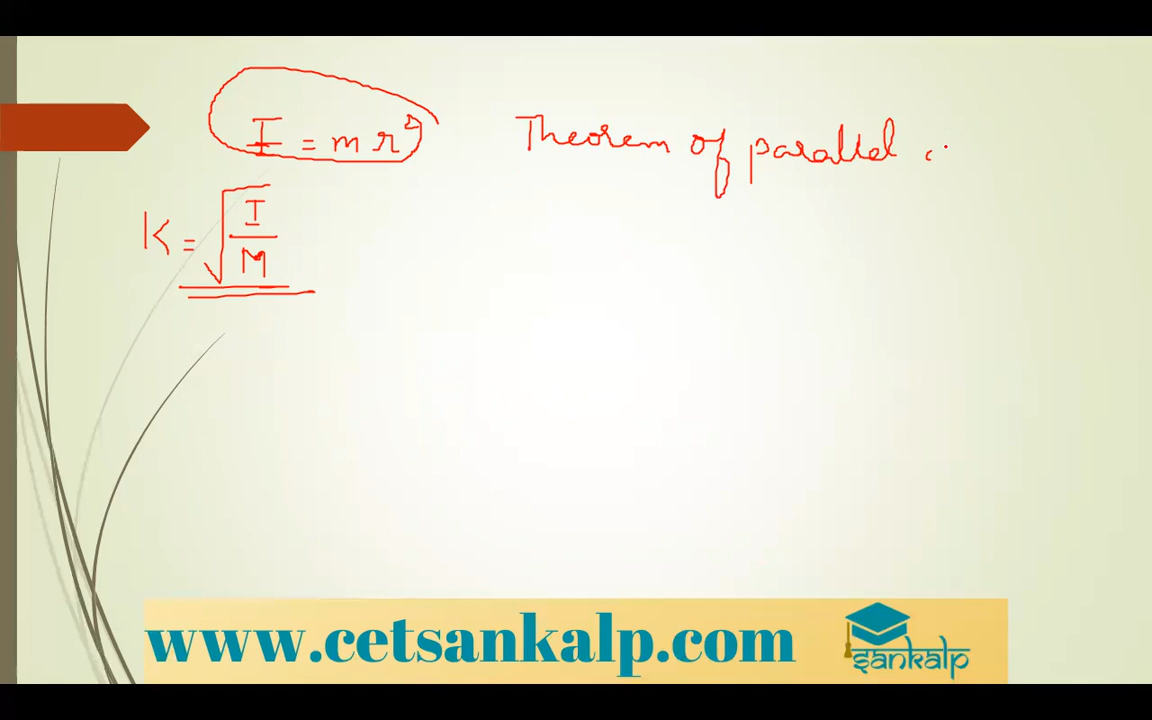 I = mr² Theorem of parallel
K = √(I/M)
www.cetsankalp.com
sankalp